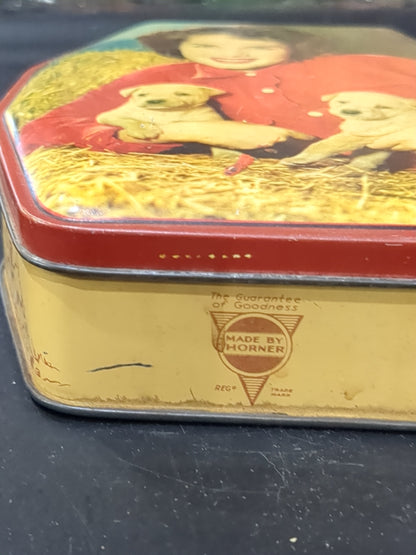 The Guarantee
of Goodness
MADE BY
HORNER
REGD TRADE
MARK